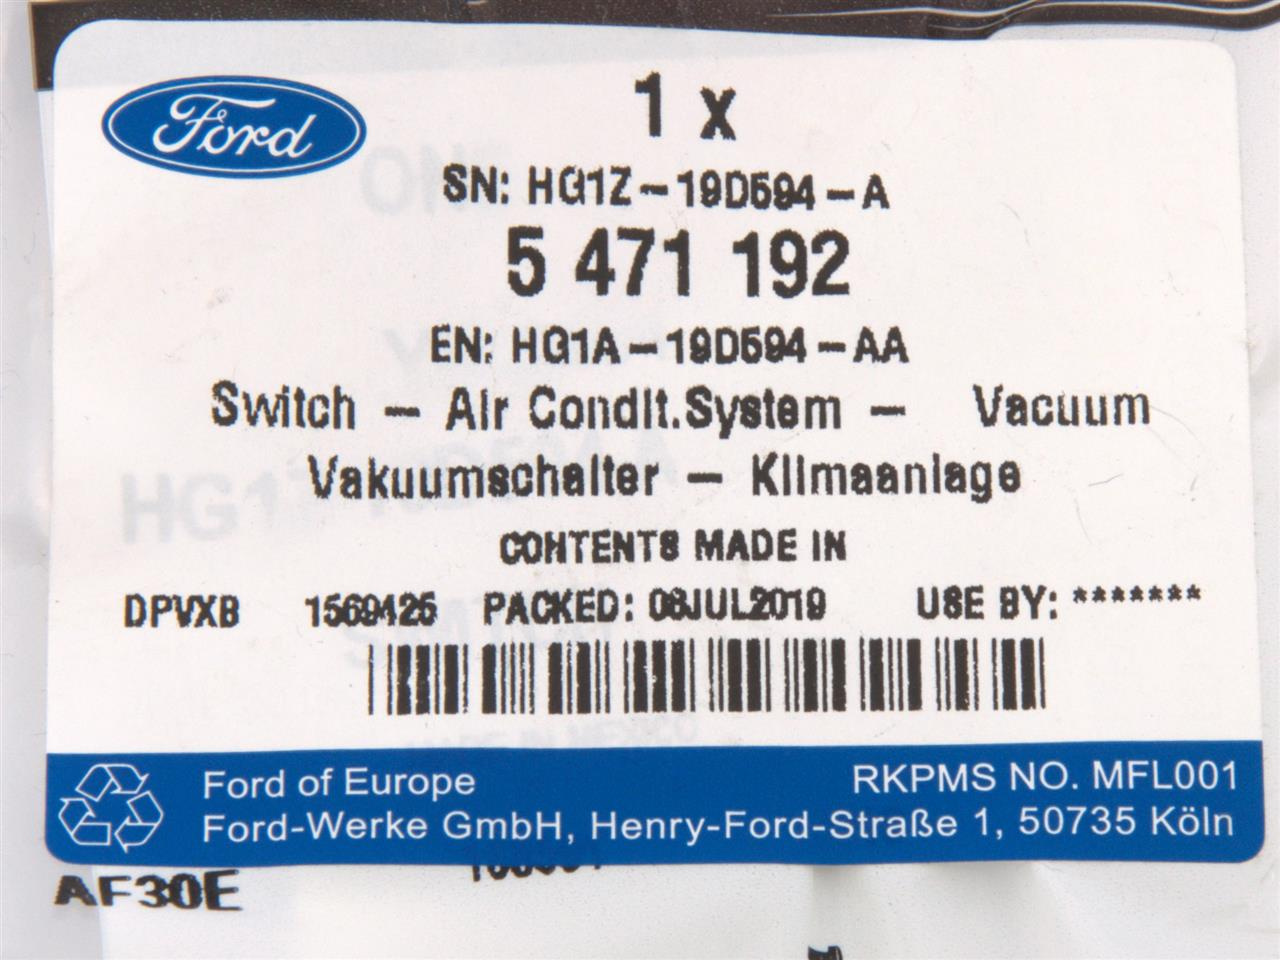 Ford
1 x
SN: HG1Z-19D594-A
5 471 192
EN: HG1A-19D594-AA
Switch - Air Condit.System - Vacuum
Vakuumschalter - Klimaanlage
CONTENTS MADE IN
DPVXB 1569425 PACKED: 08JUL2019 USE BY: *******
Ford of Europe RKPMS NO. MFL001
Ford-Werke GmbH, Henry-Ford-Straße 1, 50735 Köln
AF30E